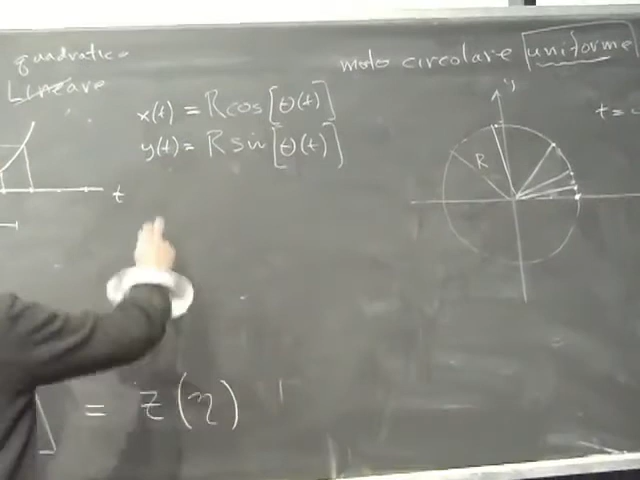 quadratico
Lineare
x(t) = R cos[θ(t)]
y(t) = R sin[θ(t)]
t
= z(η)
moto circolare uniforme
y
t =
R